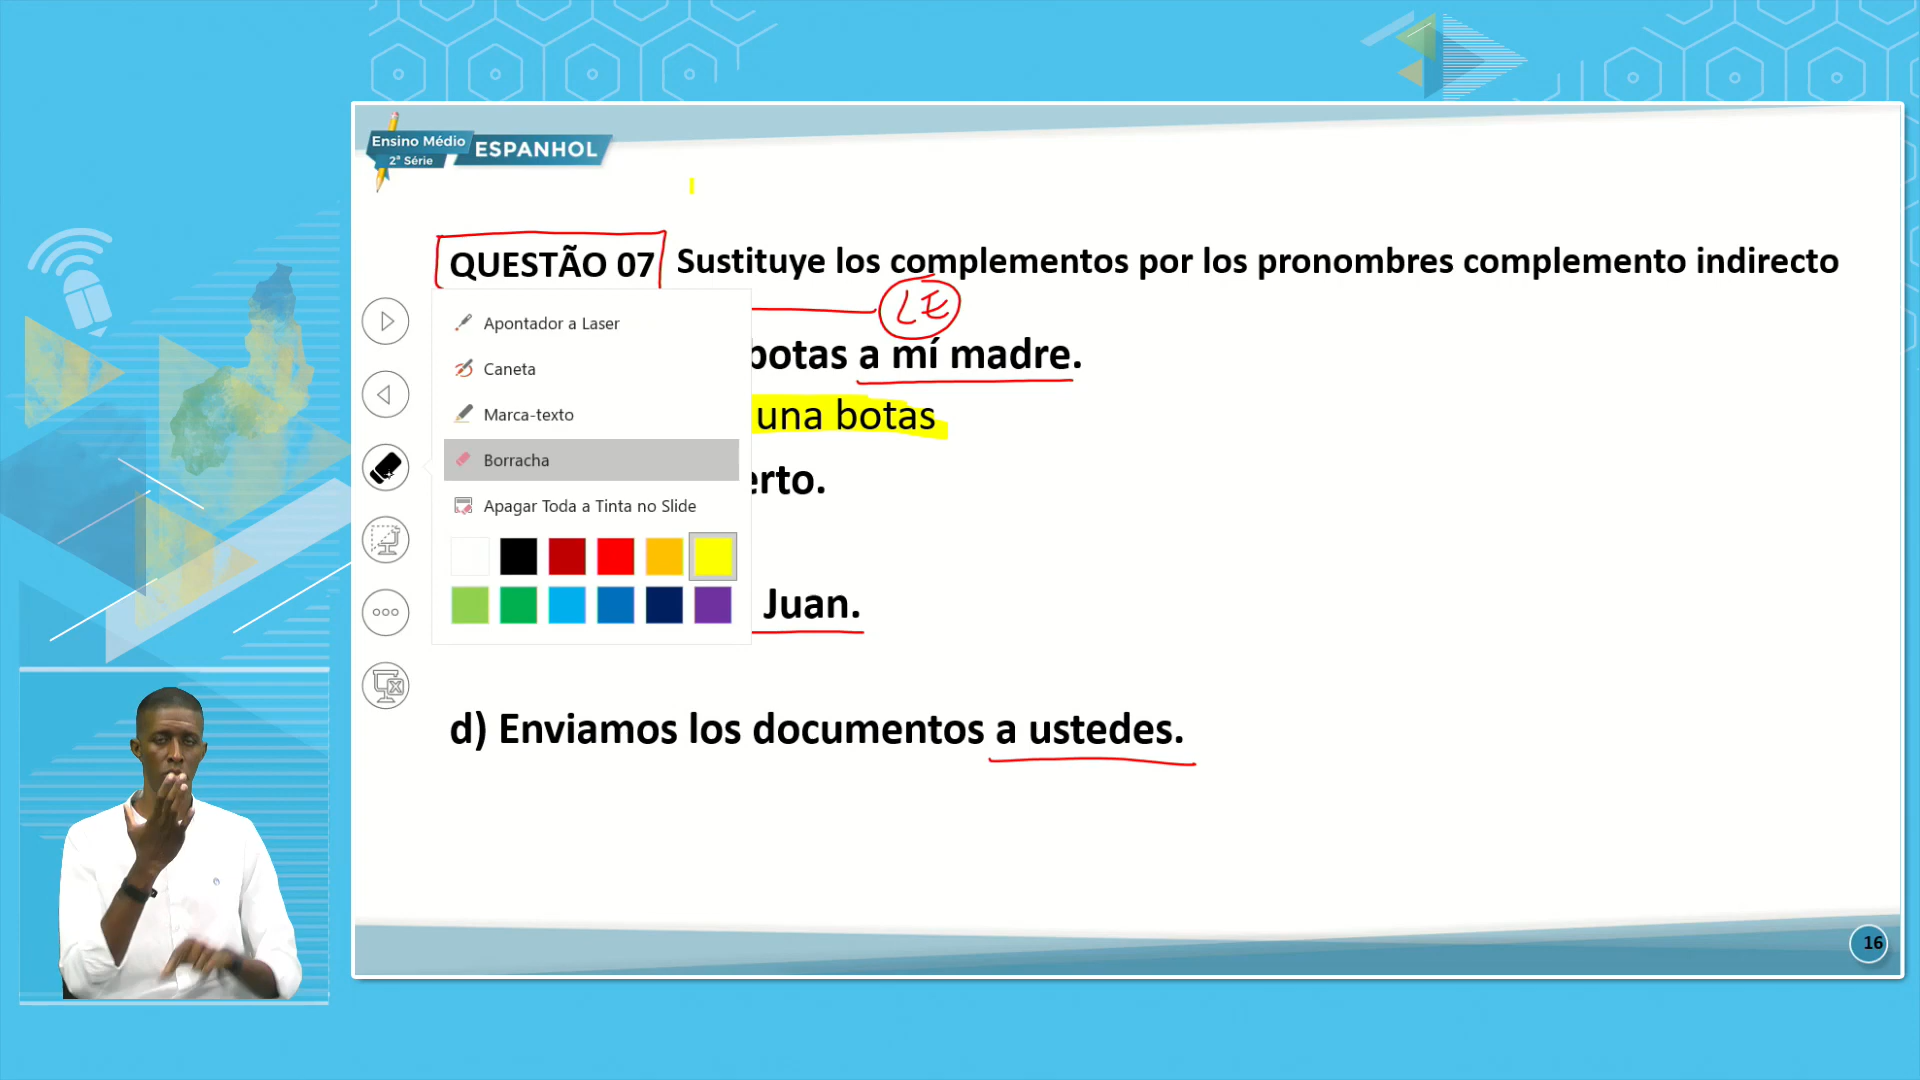 Ensino Médio
2ª Série
ESPANHOL
QUESTÃO 07 Sustituye los complementos por los pronombres complemento indirecto
LE
Apontador a Laser
botas a mí madre.
Caneta
Marca-texto
una botas
Borracha
erto.
Apagar Toda a Tinta no Slide
Juan.
d) Enviamos los documentos a ustedes.
16